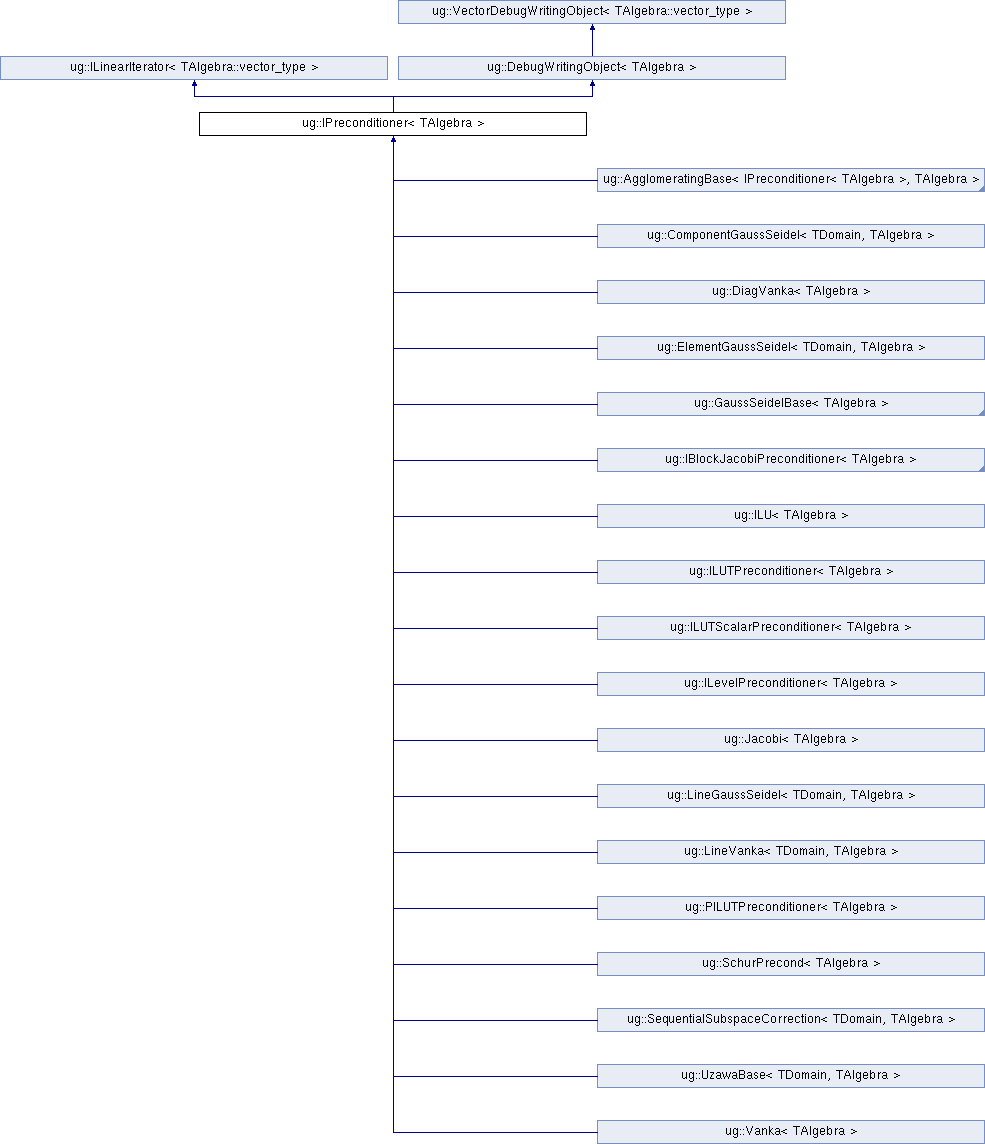 ug::VectorDebugWritingObject< TAlgebra::vector_type >
ug::ILinearIterator< TAlgebra::vector_type >
ug::DebugWritingObject< TAlgebra >
ug::IPreconditioner< TAlgebra >
ug::AgglomeratingBase< IPreconditioner< TAlgebra >, TAlgebra >
ug::ComponentGaussSeidel< TDomain, TAlgebra >
ug::DiagVanka< TAlgebra >
ug::ElementGaussSeidel< TDomain, TAlgebra >
ug::GaussSeidelBase< TAlgebra >
ug::IBlockJacobiPreconditioner< TAlgebra >
ug::ILU< TAlgebra >
ug::ILUTPreconditioner< TAlgebra >
ug::ILUTScalarPreconditioner< TAlgebra >
ug::ILevelPreconditioner< TAlgebra >
ug::Jacobi< TAlgebra >
ug::LineGaussSeidel< TDomain, TAlgebra >
ug::LineVanka< TDomain, TAlgebra >
ug::PILUTPreconditioner< TAlgebra >
ug::SchurPrecond< TAlgebra >
ug::SequentialSubspaceCorrection< TDomain, TAlgebra >
ug::UzawaBase< TDomain, TAlgebra >
ug::Vanka< TAlgebra >